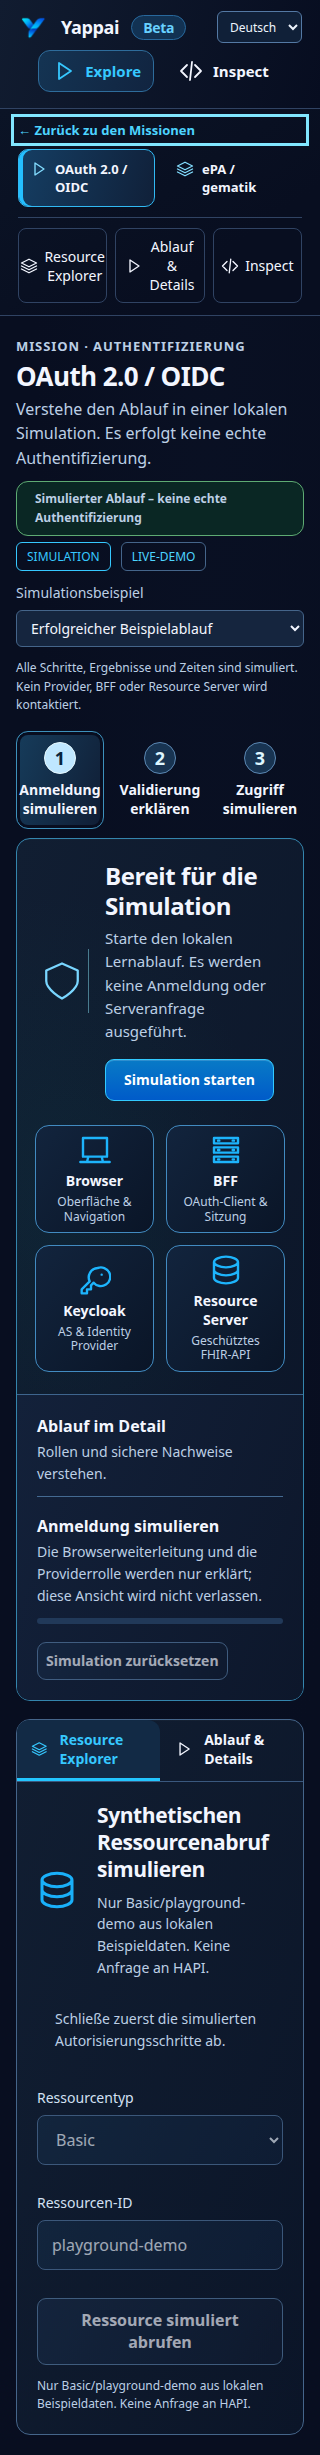 Yappai
Beta
Deutsch
Explore
Inspect
← Zurück zu den Missionen
OAuth 2.0 /
OIDC
ePA /
gematik
Resource
Explorer
Ablauf
&
Details
Inspect
MISSION · AUTHENTIFIZIERUNG
OAuth 2.0 / OIDC
Verstehe den Ablauf in einer lokalen
Simulation. Es erfolgt keine echte
Authentifizierung.
Simulierter Ablauf – keine echte
Authentifizierung
SIMULATION
LIVE-DEMO
Simulationsbeispiel
Erfolgreicher Beispielablauf
Alle Schritte, Ergebnisse und Zeiten sind simuliert.
Kein Provider, BFF oder Resource Server wird
kontaktiert.
1
Anmeldung
simulieren
2
Validierung
erklären
3
Zugriff
simulieren
Bereit für die
Simulation
Starte den lokalen
Lernablauf. Es werden
keine Anmeldung oder
Serveranfrage
ausgeführt.
Simulation starten
Browser
Oberfläche &
Navigation
BFF
OAuth-Client &
Sitzung
Keycloak
AS & Identity
Provider
Resource
Server
Geschütztes
FHIR-API
Ablauf im Detail
Rollen und sichere Nachweise
verstehen.
Anmeldung simulieren
Die Browserweiterleitung und die
Providerrolle werden nur erklärt;
diese Ansicht wird nicht verlassen.
Simulation zurücksetzen
Resource
Explorer
Ablauf &
Details
Synthetischen
Ressourcenabruf
simulieren
Nur Basic/playground-
demo aus lokalen
Beispieldaten. Keine
Anfrage an HAPI.
Schließe zuerst die simulierten
Autorisierungsschritte ab.
Ressourcentyp
Basic
Ressourcen-ID
playground-demo
Ressource simuliert
abrufen
Nur Basic/playground-demo aus lokalen
Beispieldaten. Keine Anfrage an HAPI.